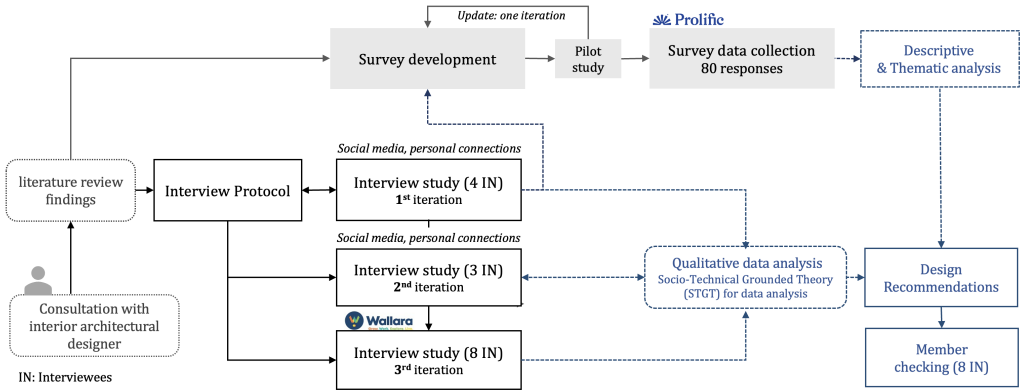 Update: one iteration
Prolific
Survey development
Pilot
study
Survey data collection
80 responses
Descriptive
& Thematic analysis
Social media, personal connections
literature review
findings
Interview Protocol
Interview study (4 IN)
1st iteration
Social media, personal connections
Interview study (3 IN)
2nd iteration
Qualitative data analysis
Socio-Technical Grounded Theory
(STGT) for data analysis
Design
Recommendations
Consultation with
interior architectural
designer
Wallara
Interview study (8 IN)
3rd iteration
Member
checking (8 IN)
IN: Interviewees